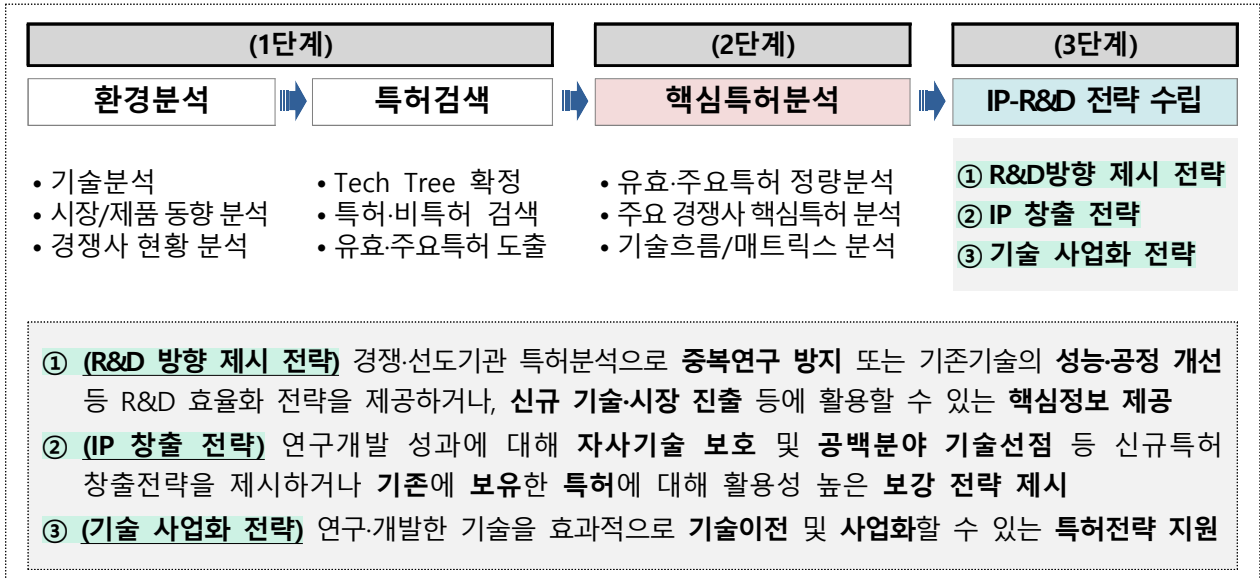 (1단계) (2단계) (3단계)
환경분석 특허검색 핵심특허분석 IP-R&D 전략 수립
• 기술분석
• 시장/제품 동향 분석
• 경쟁사 현황 분석
• Tech Tree 확정
• 특허·비특허 검색
• 유효·주요특허 도출
• 유효·주요특허 정량분석
• 주요 경쟁사 핵심특허 분석
• 기술흐름/매트릭스 분석
① R&D방향 제시 전략
② IP 창출 전략
③ 기술 사업화 전략
① (R&D 방향 제시 전략) 경쟁·선도기관 특허분석으로 중복연구 방지 또는 기존기술의 성능·공정 개선
등 R&D 효율화 전략을 제공하거나, 신규 기술·시장 진출 등에 활용할 수 있는 핵심정보 제공
② (IP 창출 전략) 연구개발 성과에 대해 자사기술 보호 및 공백분야 기술선점 등 신규특허
창출전략을 제시하거나 기존에 보유한 특허에 대해 활용성 높은 보강 전략 제시
③ (기술 사업화 전략) 연구·개발한 기술을 효과적으로 기술이전 및 사업화할 수 있는 특허전략 지원